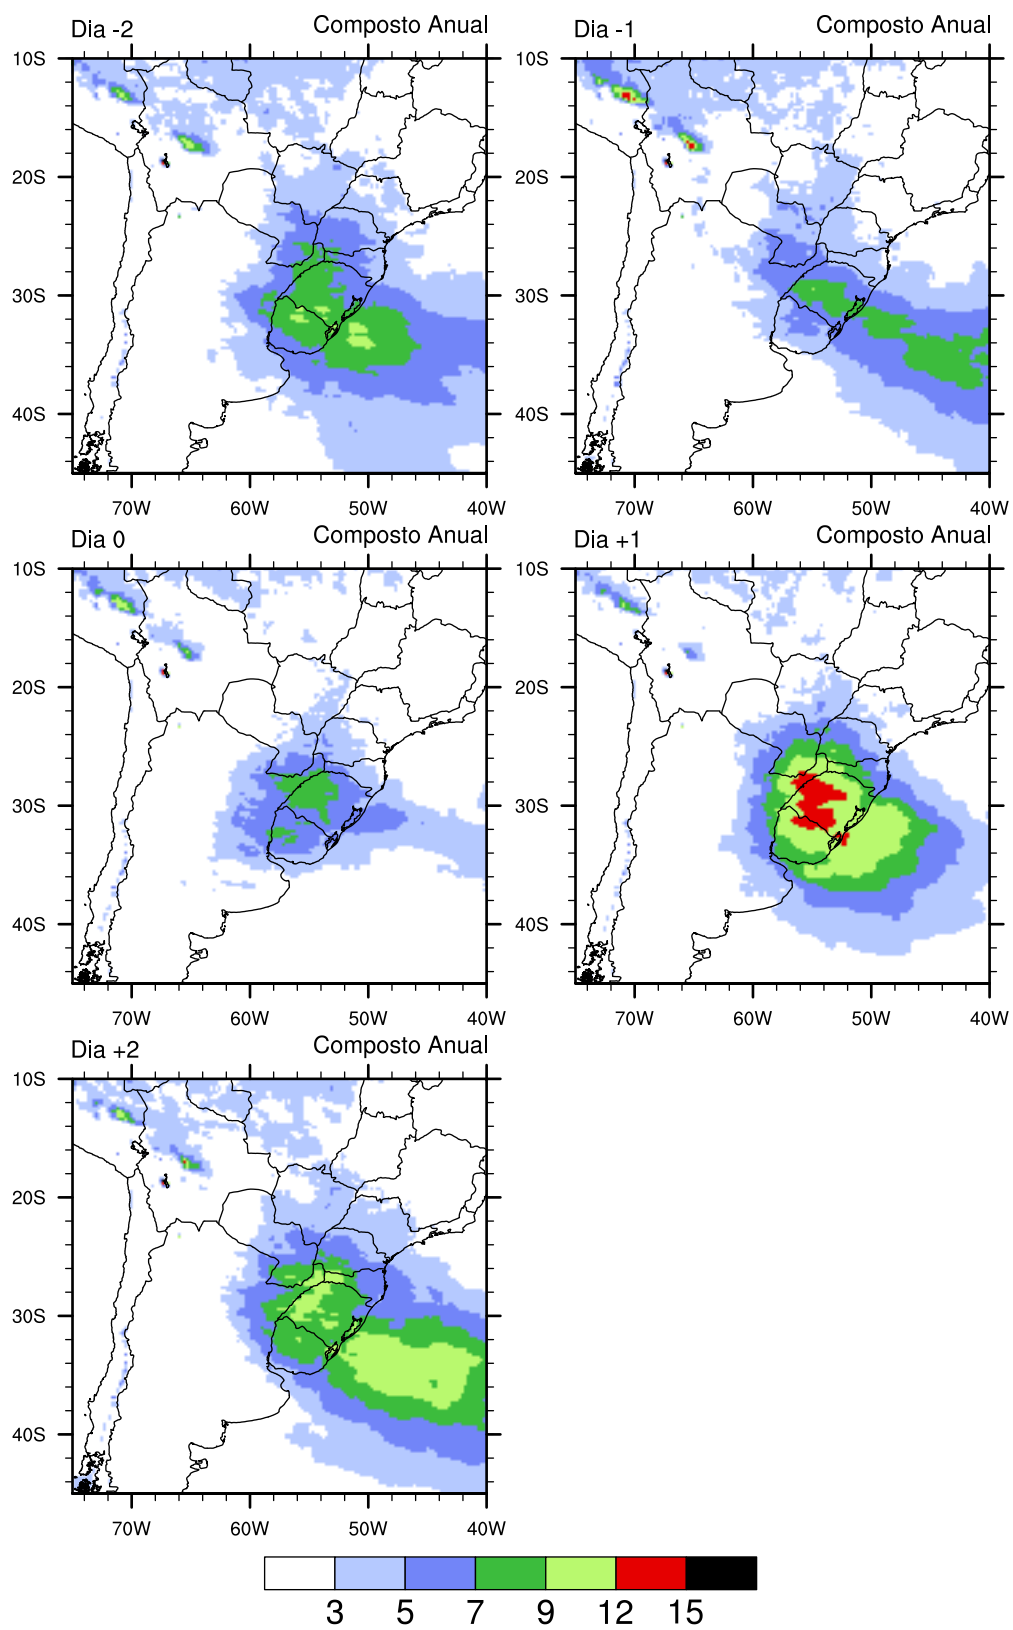 Dia -2 Composto Anual
Dia -1 Composto Anual
10S
20S
30S
40S
70W 60W 50W 40W
10S
20S
30S
40S
70W 60W 50W 40W
Dia 0 Composto Anual
Dia +1 Composto Anual
10S
20S
30S
40S
70W 60W 50W 40W
10S
20S
30S
40S
70W 60W 50W 40W
Dia +2 Composto Anual
10S
20S
30S
40S
70W 60W 50W 40W
3 5 7 9 12 15